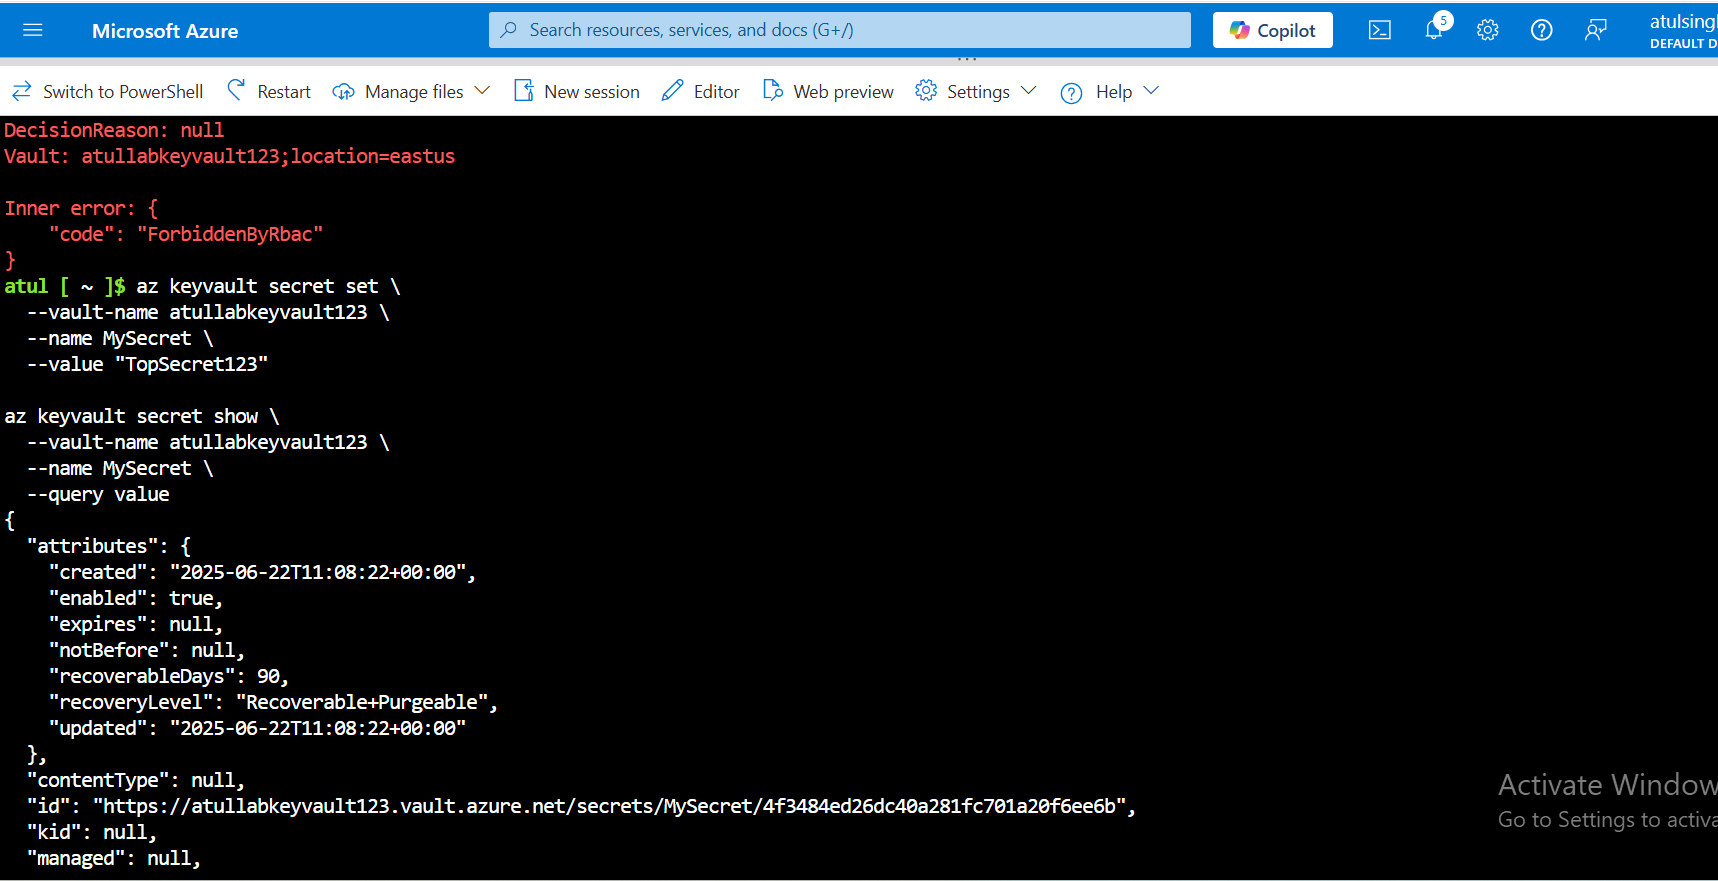 Microsoft Azure
Search resources, services, and docs (G+/)
Copilot
5
atulsing
DEFAULT D
Switch to PowerShell
Restart
Manage files
New session
Editor
Web preview
Settings
Help
DecisionReason: null
Vault: atullabkeyvault123;location=eastus
Inner error: {
"code": "ForbiddenByRbac"
}
atul [ ~ ]$ az keyvault secret set \
--vault-name atullabkeyvault123 \
--name MySecret \
--value "TopSecret123"
az keyvault secret show \
--vault-name atullabkeyvault123 \
--name MySecret \
--query value
{
"attributes": {
"created": "2025-06-22T11:08:22+00:00",
"enabled": true,
"expires": null,
"notBefore": null,
"recoverableDays": 90,
"recoveryLevel": "Recoverable+Purgeable",
"updated": "2025-06-22T11:08:22+00:00"
},
"contentType": null,
"id": "https://atullabkeyvault123.vault.azure.net/secrets/MySecret/4f3484ed26dc40a281fc701a20f6ee6b",
"kid": null,
"managed": null,
Activate Window
Go to Settings to activa